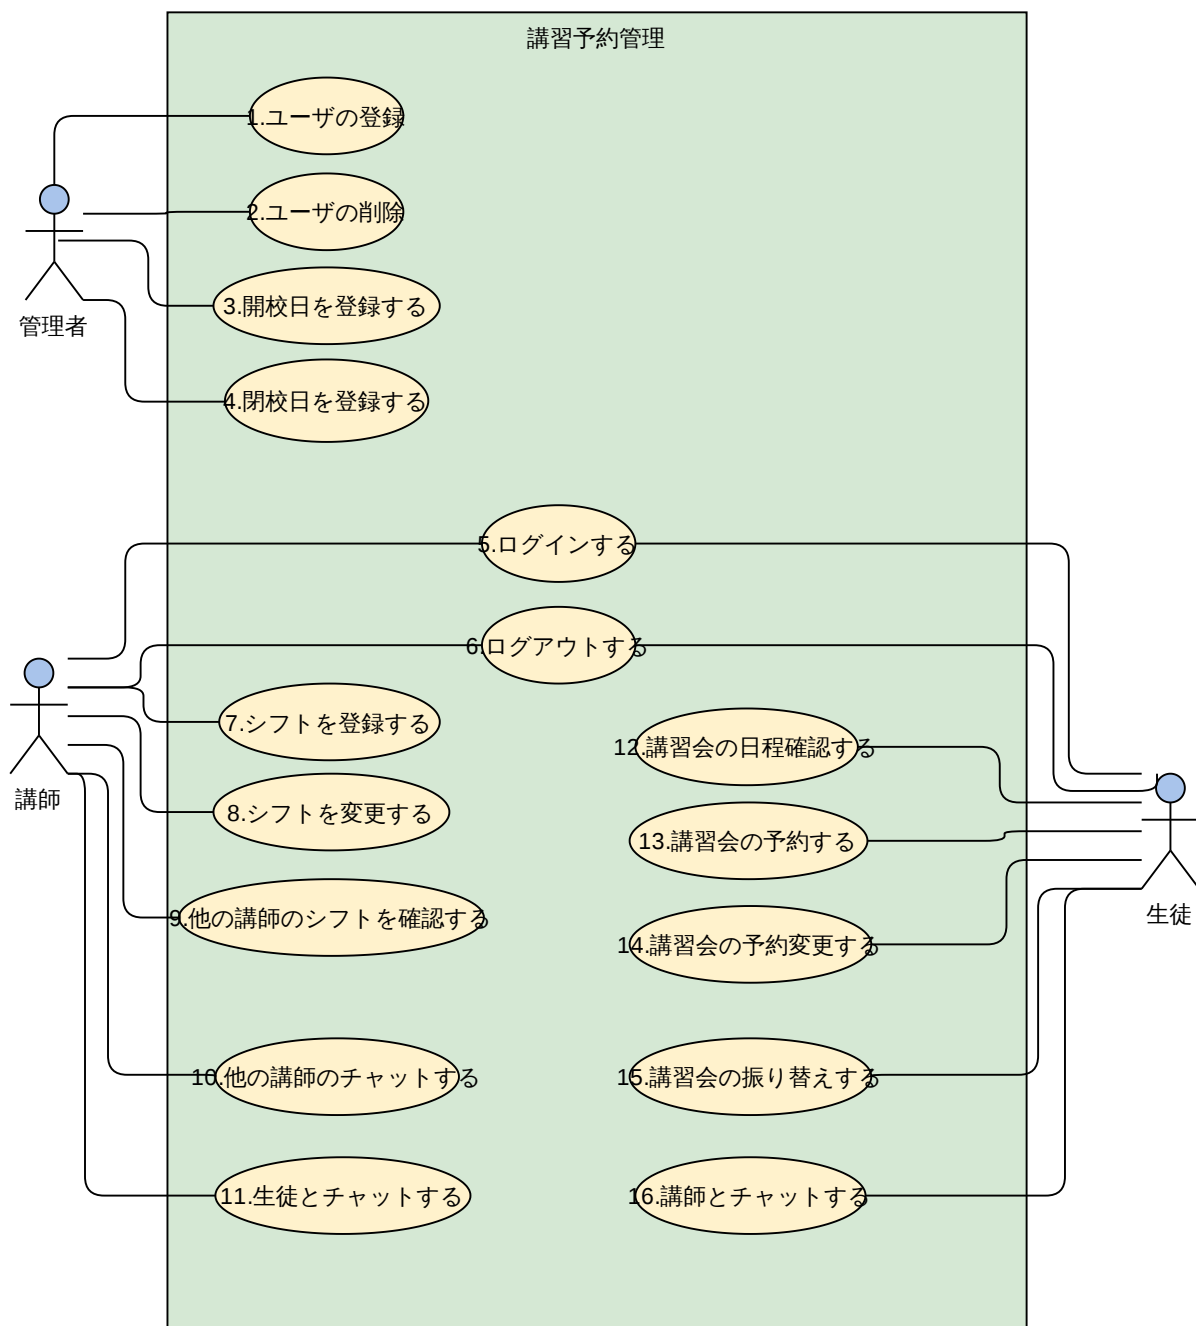 講習予約管理
1.ユーザの登録
2.ユーザの削除
3.開校日を登録する
管理者
4.閉校日を登録する
5.ログインする
6.ログアウトする
7.シフトを登録する
12.講習会の日程確認する
講師
8.シフトを変更する
13.講習会の予約する
生徒
9.他の講師のシフトを確認する
14.講習会の予約変更する
10.他の講師のチャットする
15.講習会の振り替えする
11.生徒とチャットする
16.講師とチャットする